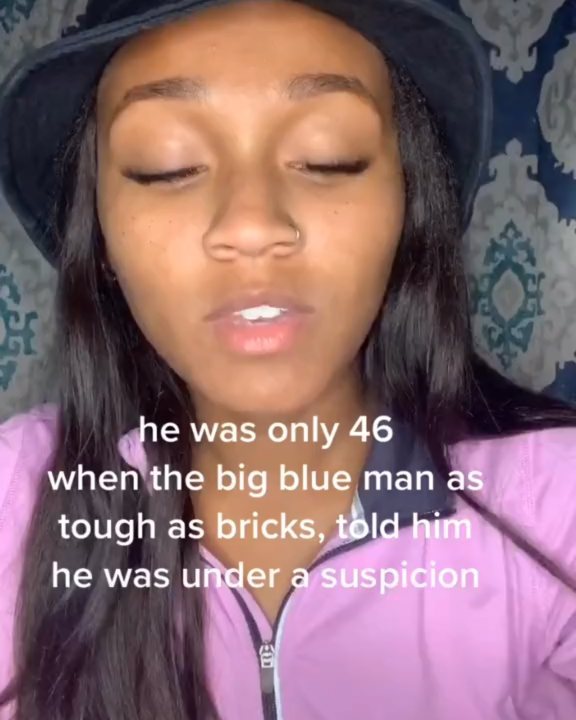 he was only 46
when the big blue man as
tough as bricks, told him
he was under a suspicion